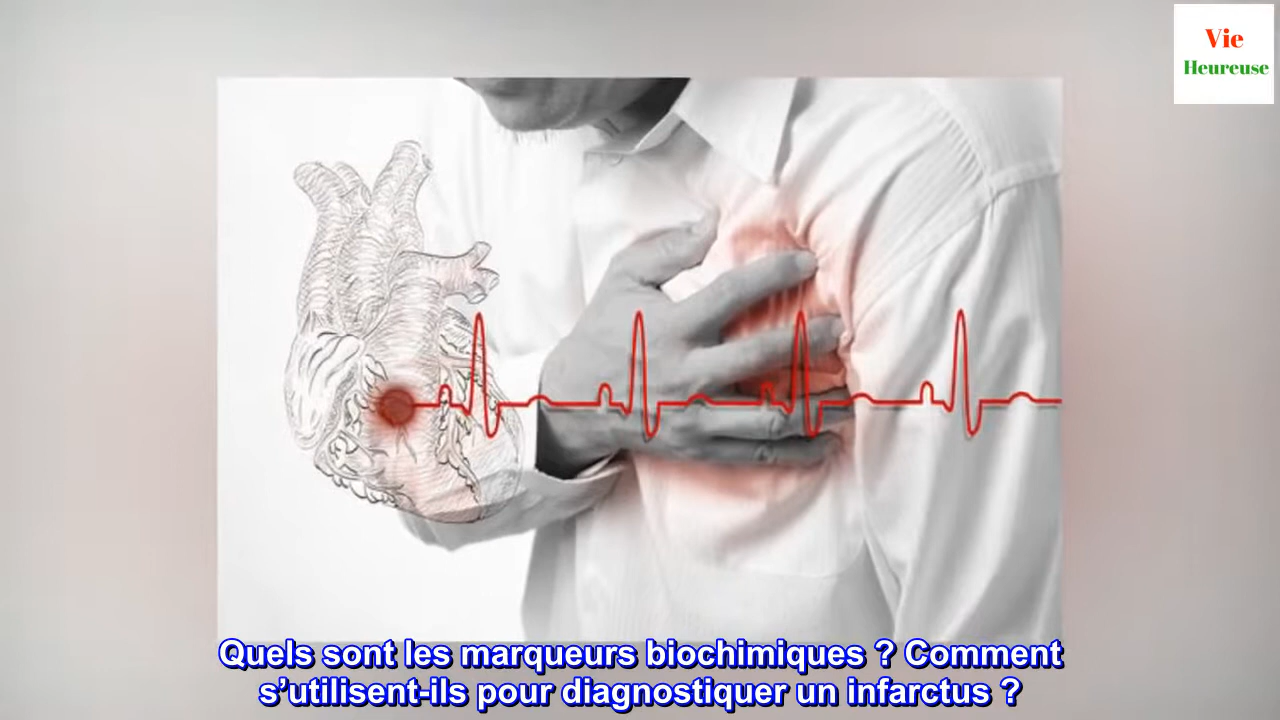 Vie
Heureuse
Quels sont les marqueurs biochimiques ? Comment
s’utilisent-ils pour diagnostiquer un infarctus ?